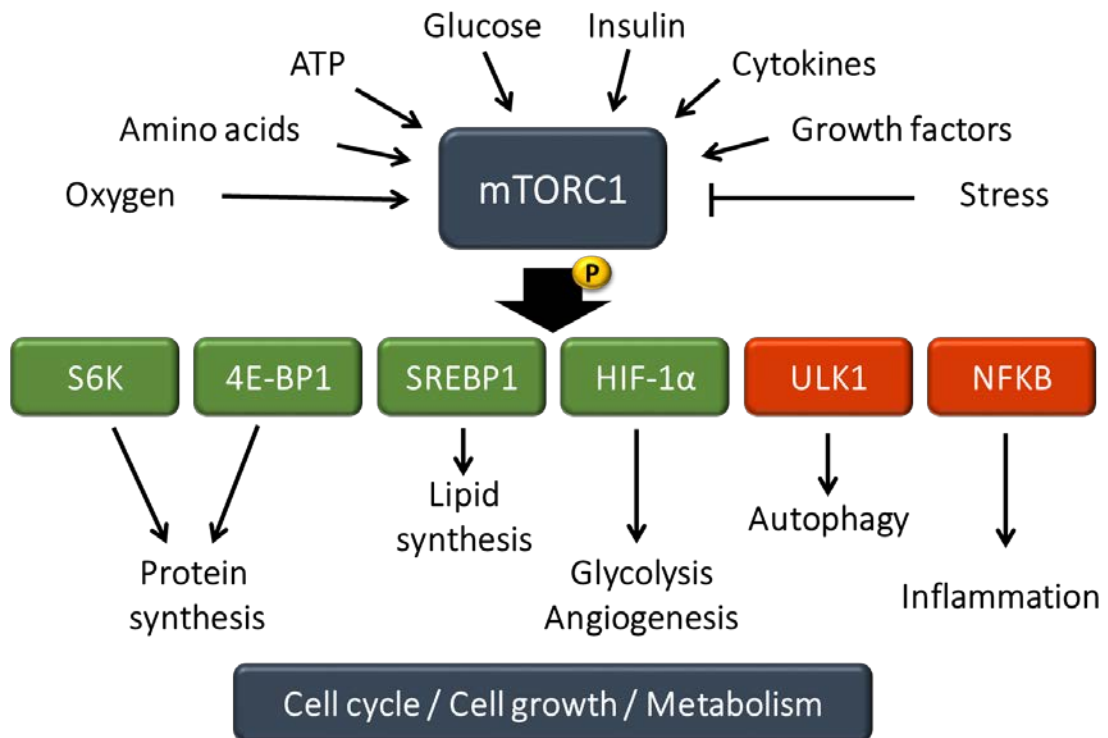 Glucose
Insulin
ATP
Cytokines
Amino acids
Growth factors
mTORC1
Oxygen
Stress
P
S6K
4E-BP1
SREBP1
HIF-1α
ULK1
NFKB
Lipid
synthesis
Autophagy
Protein
synthesis
Glycolysis
Angiogenesis
Inflammation
Cell cycle / Cell growth / Metabolism